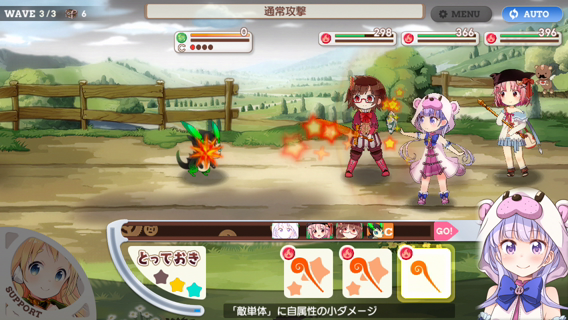 WAVE 3/3 6
通常攻撃
MENU
AUTO
0
C
298
366
396
C
GO!
とっておき
SUPPORT
「敵単体」に自属性の小ダメージ